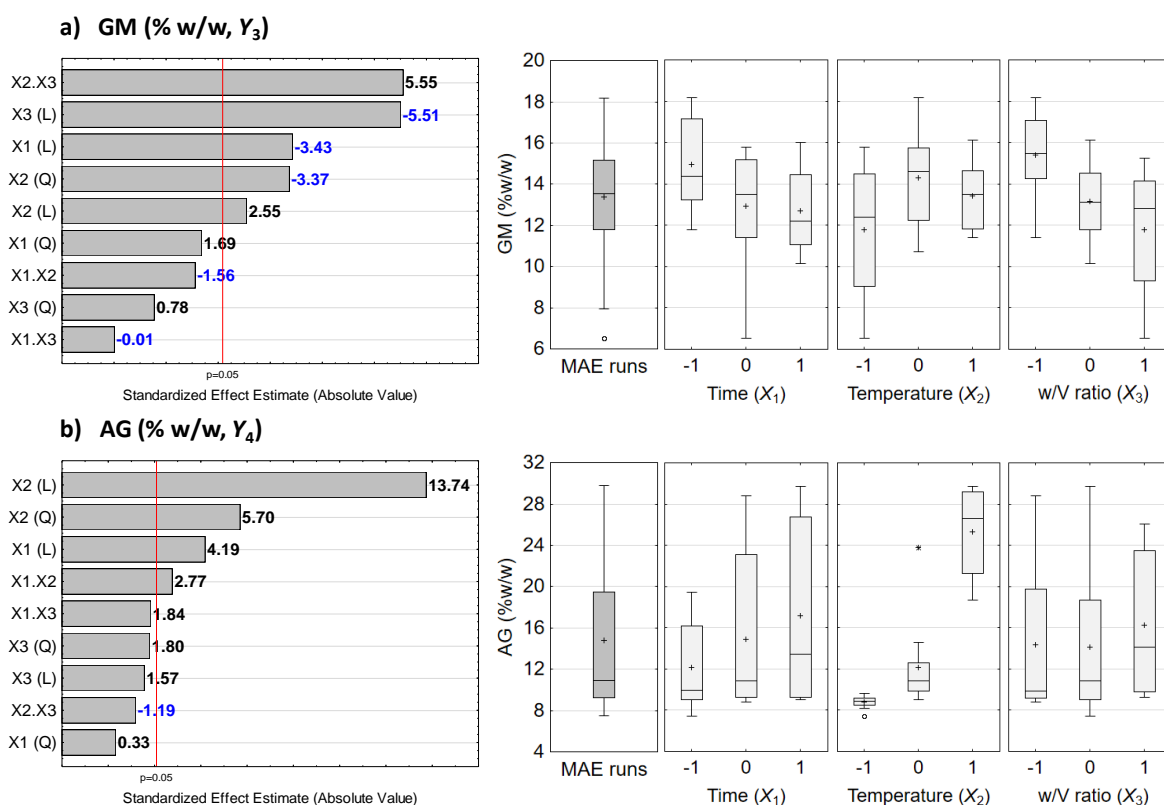 a) GM (% w/w, Y3)
X2.X3
5.55
X3 (L)
-5.51
X1 (L)
-3.43
X2 (Q)
-3.37
X2 (L)
2.55
X1 (Q)
1.69
X1.X2
-1.56
X3 (Q)
0.78
X1.X3
-0.01
p=0.05
Standardized Effect Estimate (Absolute Value)
GM (%w/w)
20
18
16
14
12
10
8
6
MAE runs
-1 0 1
Time (X1)
-1 0 1
Temperature (X2)
-1 0 1
w/V ratio (X3)
b) AG (% w/w, Y4)
X2 (L)
13.74
X2 (Q)
5.70
X1 (L)
4.19
X1.X2
2.77
X1.X3
1.84
X3 (Q)
1.80
X3 (L)
1.57
X2.X3
-1.19
X1 (Q)
0.33
p=0.05
Standardized Effect Estimate (Absolute Value)
AG (%w/w)
32
28
24
20
16
12
8
4
MAE runs
-1 0 1
Time (X1)
-1 0 1
Temperature (X2)
-1 0 1
w/V ratio (X3)